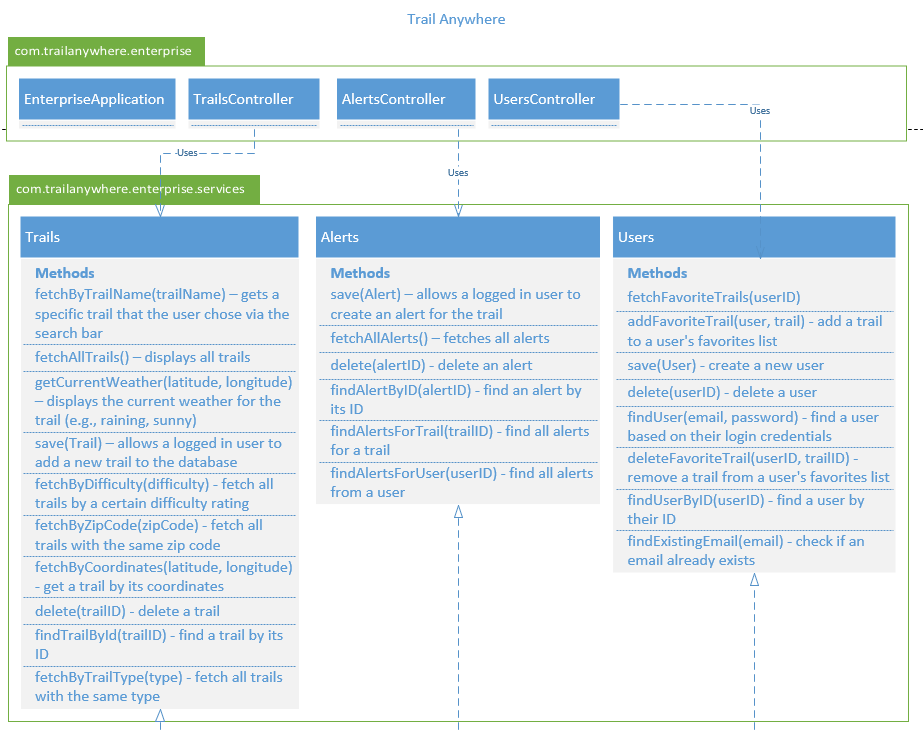 Trail Anywhere
com.trailanywhere.enterprise
EnterpriseApplication
TrailsController
AlertsController
UsersController
Uses
Uses
Uses
com.trailanywhere.enterprise.services
Trails
Methods
fetchByTrailName(trailName) – gets a
specific trail that the user chose via the
search bar
fetchAllTrails() – displays all trails
getCurrentWeather(latitude, longitude)
– displays the current weather for the
trail (e.g., raining, sunny)
save(Trail) – allows a logged in user to
add a new trail to the database
fetchByDifficulty(difficulty) - fetch all
trails by a certain difficulty rating
fetchByZipCode(zipCode) - fetch all
trails with the same zip code
fetchByCoordinates(latitude, longitude)
- get a trail by its coordinates
delete(trailID) - delete a trail
findTrailById(trailID) - find a trail by its
ID
fetchByTrailType(type) - fetch all trails
with the same type
Alerts
Methods
save(Alert) – allows a logged in user to
create an alert for the trail
fetchAllAlerts() – fetches all alerts
delete(alertID) - delete an alert
findAlertByID(alertID) - find an alert by
its ID
findAlertsForTrail(trailID) - find all alerts
for a trail
findAlertsForUser(userID) - find all alerts
from a user
Users
Methods
fetchFavoriteTrails(userID)
addFavoriteTrail(user, trail) - add a trail
to a user's favorites list
save(User) - create a new user
delete(userID) - delete a user
findUser(email, password) - find a user
based on their login credentials
deleteFavoriteTrail(userID, trailID) -
remove a trail from a user's favorites list
findUserByID(userID) - find a user by
their ID
findExistingEmail(email) - check if an
email already exists